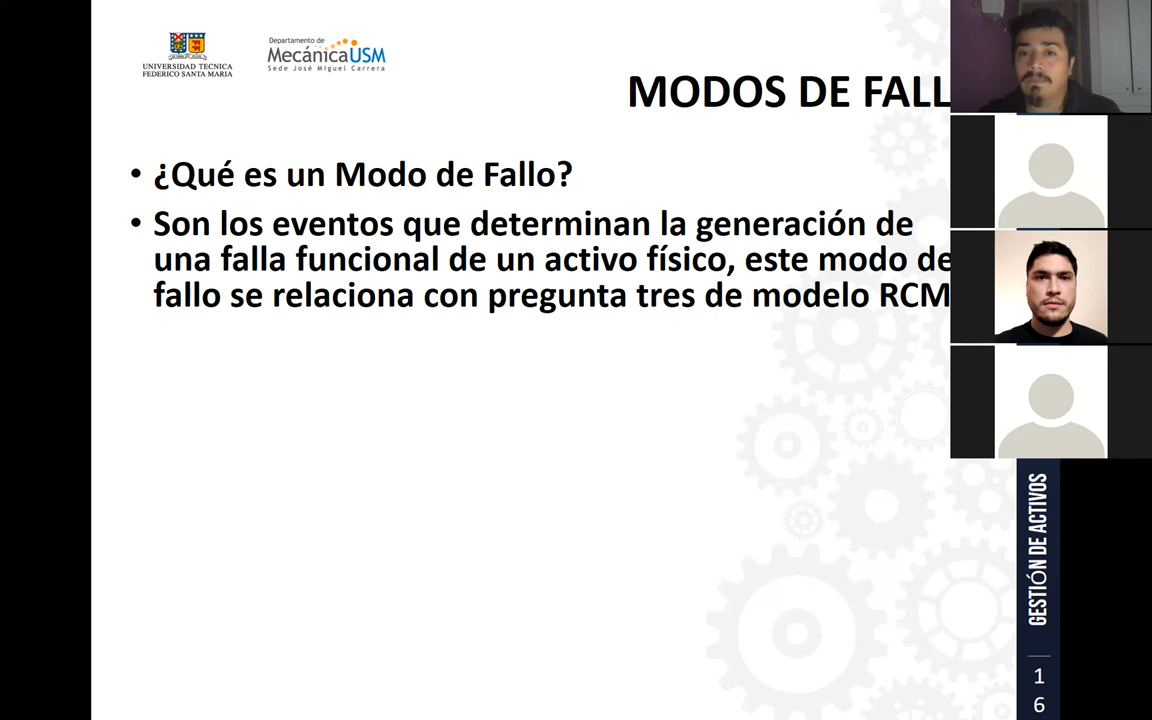 UNIVERSIDAD TECNICA
FEDERICO SANTA MARIA
Departamento de
MecánicaUSM
Sede José Miguel Carrera
MODOS DE FALL
• ¿Qué es un Modo de Fallo?
• Son los eventos que determinan la generación de
una falla funcional de un activo físico, este modo de
fallo se relaciona con pregunta tres de modelo RCM
GESTIÓN DE ACTIVOS
1
6